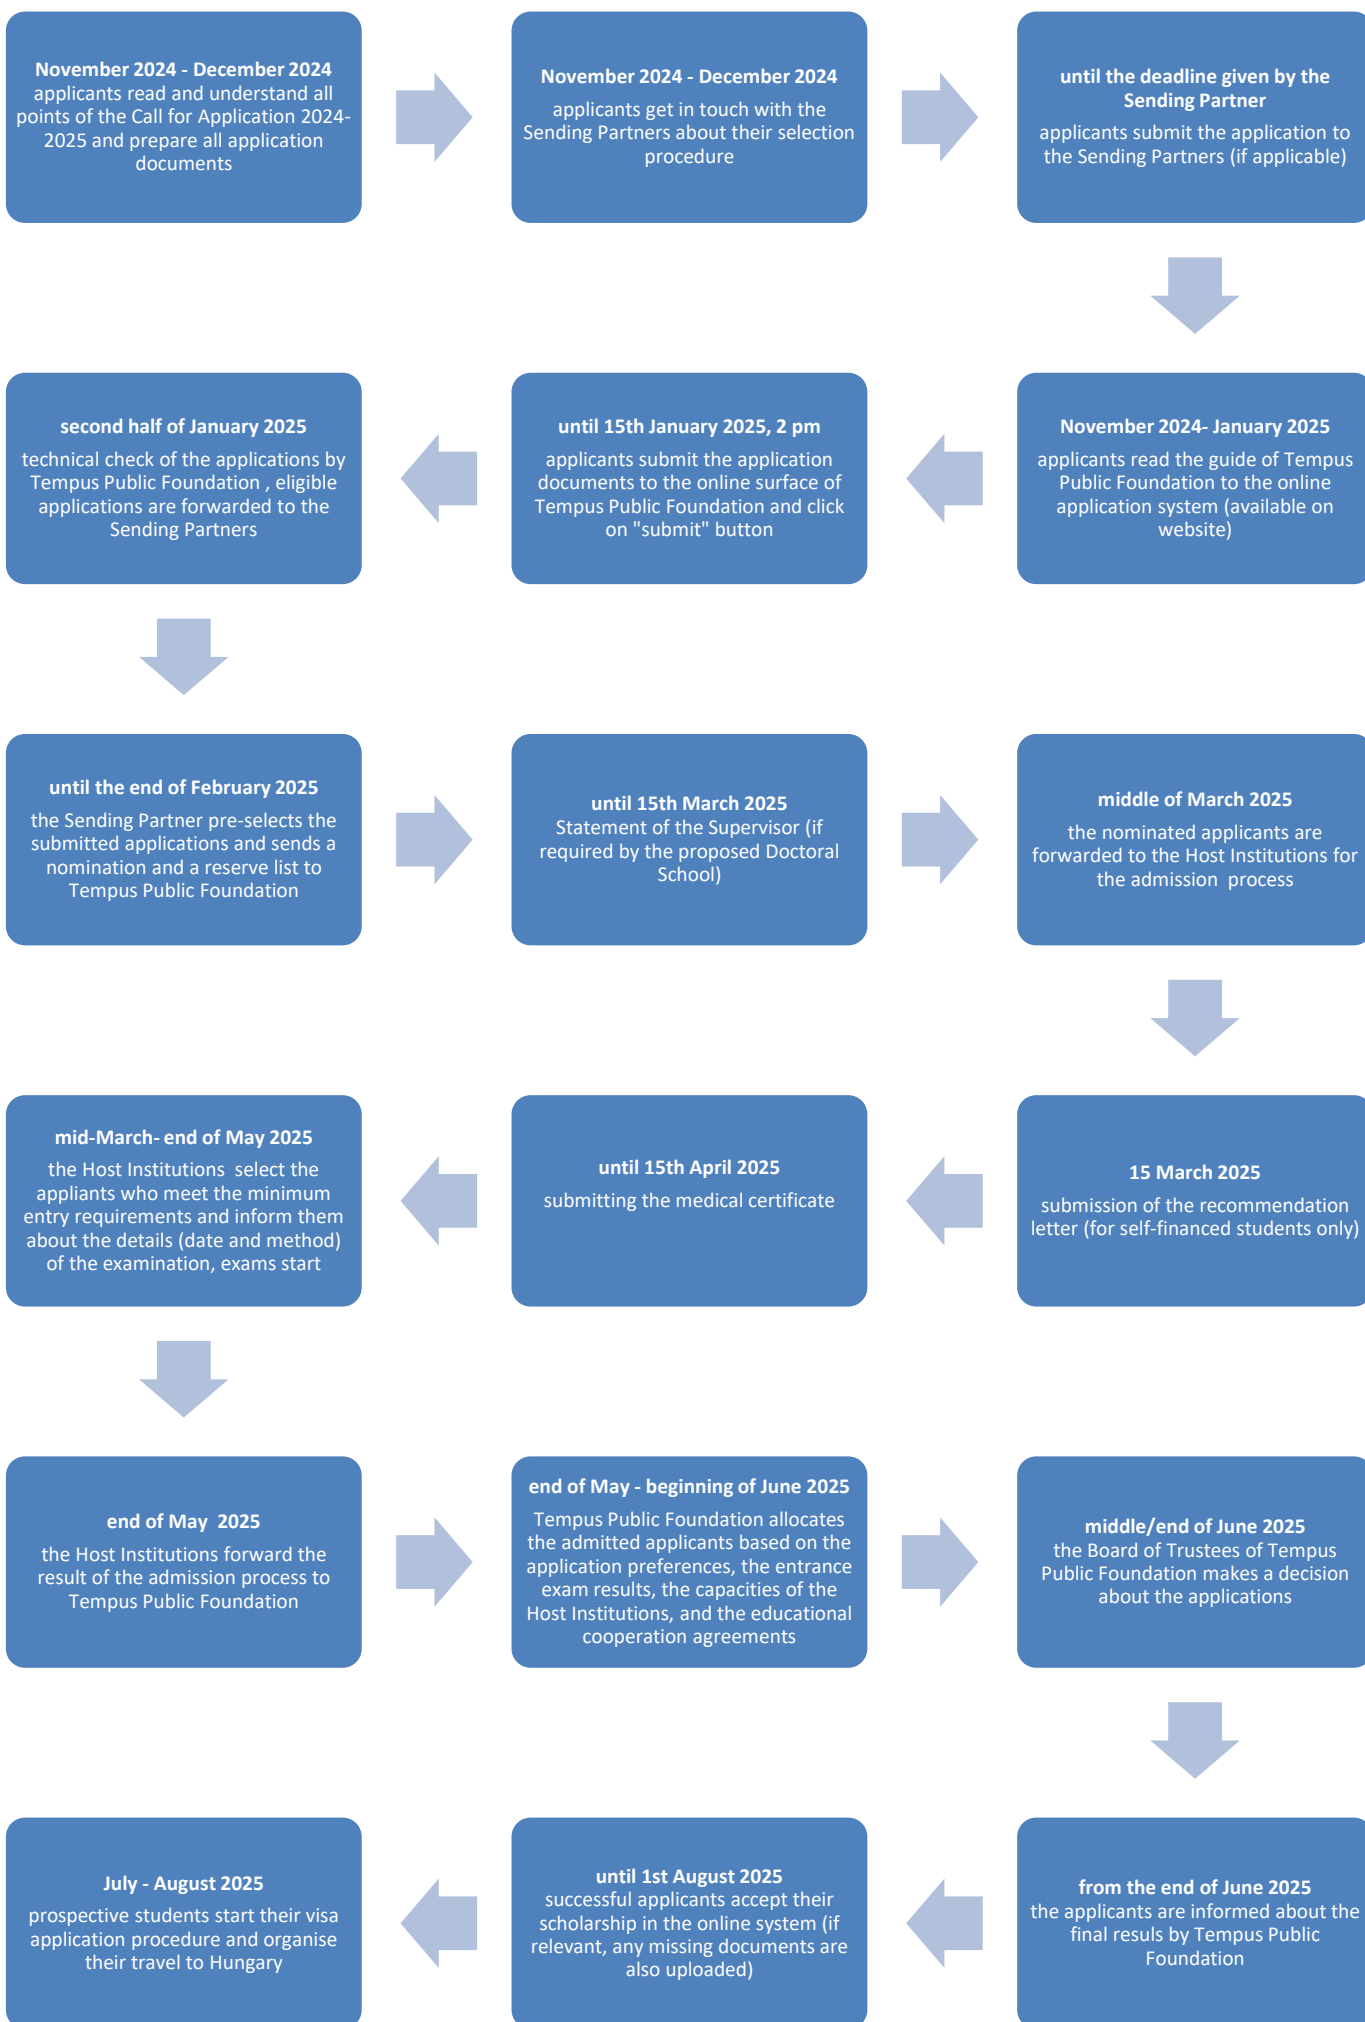 November 2024 - December 2024
applicants read and understand all
points of the Call for Application 2024-
2025 and prepare all application
documents
November 2024 - December 2024
applicants get in touch with the
Sending Partners about their selection
procedure
until the deadline given by the
Sending Partner
applicants submit the application to
the Sending Partners (if applicable)
November 2024- January 2025
applicants read the guide of Tempus
Public Foundation to the online
application system (available on
website)
until 15th January 2025, 2 pm
applicants submit the application
documents to the online surface of
Tempus Public Foundation and click
on "submit" button
second half of January 2025
technical check of the applications by
Tempus Public Foundation , eligible
applications are forwarded to the
Sending Partners
until the end of February 2025
the Sending Partner pre-selects the
submitted applications and sends a
nomination and a reserve list to
Tempus Public Foundation
until 15th March 2025
Statement of the Supervisor (if
required by the proposed Doctoral
School)
middle of March 2025
the nominated applicants are
forwarded to the Host Institutions for
the admission  process
15 March 2025
submission of the recommendation
letter (for self-financed students only)
until 15th April 2025
submitting the medical certificate
mid-March- end of May 2025
the Host Institutions  select the
appliants who meet the minimum
entry requirements and inform them
about the details (date and method)
of the examination, exams start
end of May  2025
the Host Institutions forward the
result of the admission process to
Tempus Public Foundation
end of May - beginning of June 2025
Tempus Public Foundation allocates
the admitted applicants based on the
application preferences, the entrance
exam results, the capacities of the
Host Institutions, and the educational
cooperation agreements
middle/end of June 2025
the Board of Trustees of Tempus
Public Foundation makes a decision
about the applications
from the end of June 2025
the applicants are informed about the
final resuls by Tempus Public
Foundation
until 1st August 2025
successful applicants accept their
scholarship in the online system (if
relevant, any missing documents are
also uploaded)
July - August 2025
prospective students start their visa
application procedure and organise
their travel to Hungary